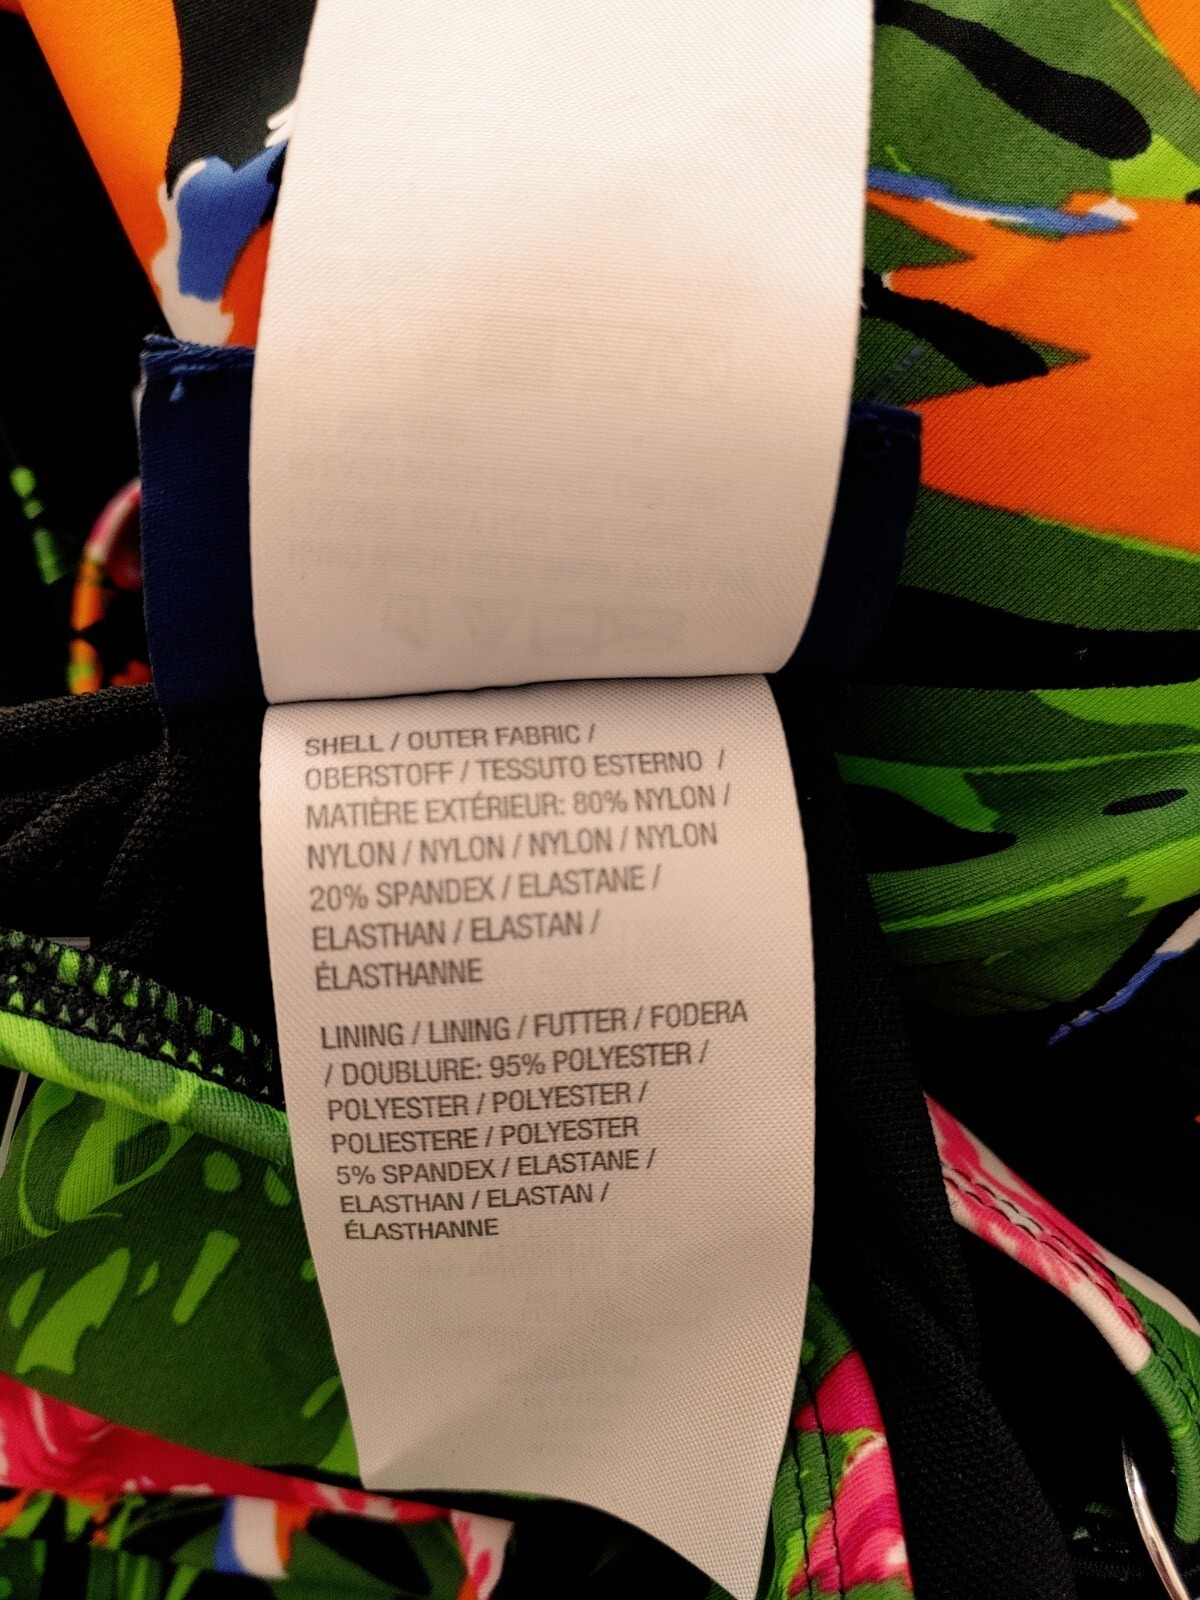 SHELL / OUTER FABRIC /
OBERSTOFF / TESSUTO ESTERNO /
MATIÈRE EXTÉRIEUR: 80% NYLON /
NYLON / NYLON / NYLON / NYLON
20% SPANDEX / ELASTANE /
ELASTHAN / ELASTAN /
ÉLASTHANNE
LINING / LINING / FUTTER / FODERA
/ DOUBLURE: 95% POLYESTER /
POLYESTER / POLYESTER /
POLIESTERE / POLYESTER
5% SPANDEX / ELASTANE /
ELASTHAN / ELASTAN /
ÉLASTHANNE